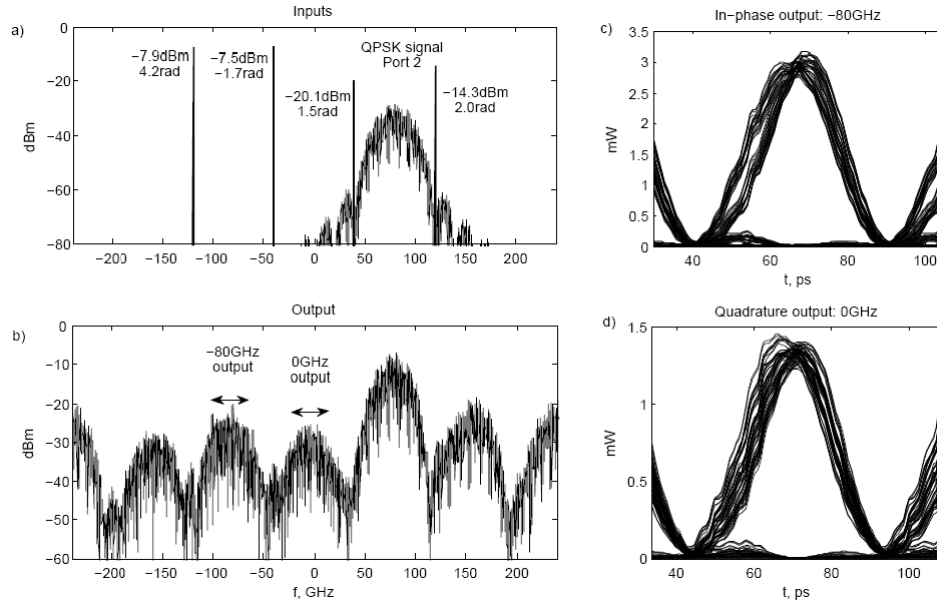 a)
Inputs
0
−20
−40
−60
−80
dBm
−7.9dBm
4.2rad
−7.5dBm
−1.7rad
−20.1dBm
1.5rad
QPSK signal
Port 2
−14.3dBm
2.0rad
−200 −150 −100 −50 0 50 100 150 200
b)
Output
0
−10
−20
−30
−40
−50
−60
dBm
−80GHz
output
0GHz
output
−200 −150 −100 −50 0 50 100 150 200
f, GHz
c)
In−phase output: −80GHz
3.5
3
2.5
2
1.5
1
0.5
0
mW
40 60 80 100
t, ps
d)
Quadrature output: 0GHz
1.5
1
0.5
0
mW
40 60 80 100
t, ps